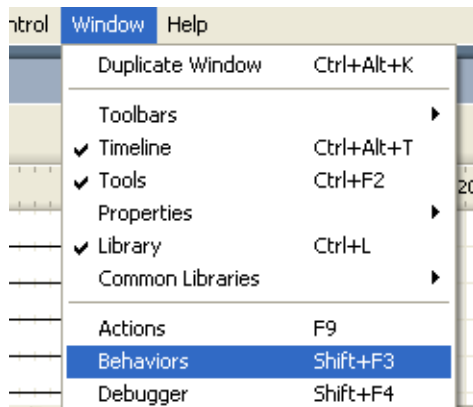 ntrol Window Help
Duplicate Window Ctrl+Alt+K
Toolbars
Timeline Ctrl+Alt+T
Tools Ctrl+F2
20
Properties
Library Ctrl+L
Common Libraries
Actions F9
Behaviors Shift+F3
Debugger Shift+F4